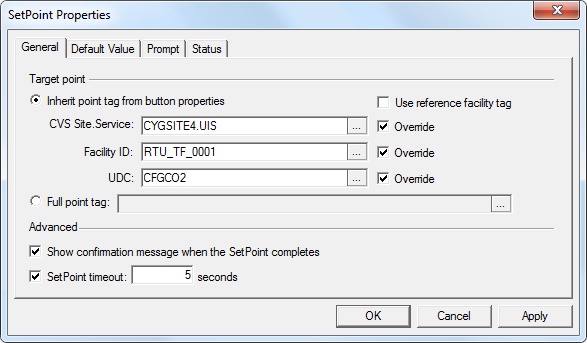 SetPoint Properties
General Default Value Prompt Status
Target point
Inherit point tag from button properties Use reference facility tag
CVS Site.Service: CYGSITE4.UIS ... Override
Facility ID: RTU_TF_0001 ... Override
UDC: CFGCO2 ... Override
Full point tag: ...
Advanced
Show confirmation message when the SetPoint completes
SetPoint timeout: 5 seconds
OK Cancel Apply